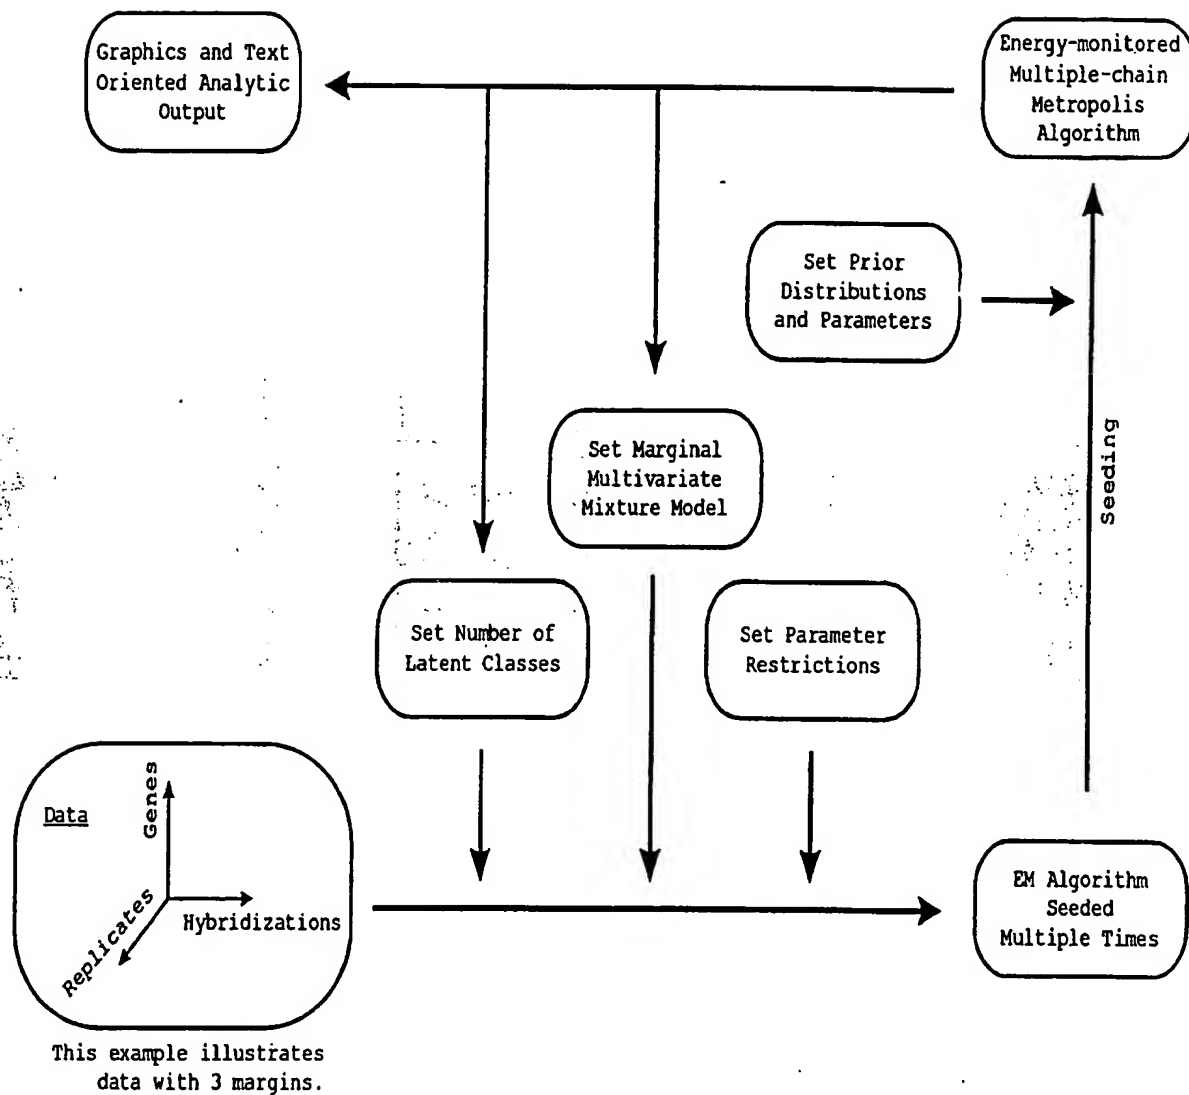 Graphics and Text
Oriented Analytic
Output
Energy-monitored
Multiple-chain
Metropolis
Algorithm
Set Prior
Distributions
and Parameters
Seeding
Set Marginal
Multivariate
Mixture Model
Set Number of
Latent Classes
Set Parameter
Restrictions
Data
Genes
Hybridizations
Replicates
EM Algorithm
Seeded
Multiple Times
This example illustrates
data with 3 margins.